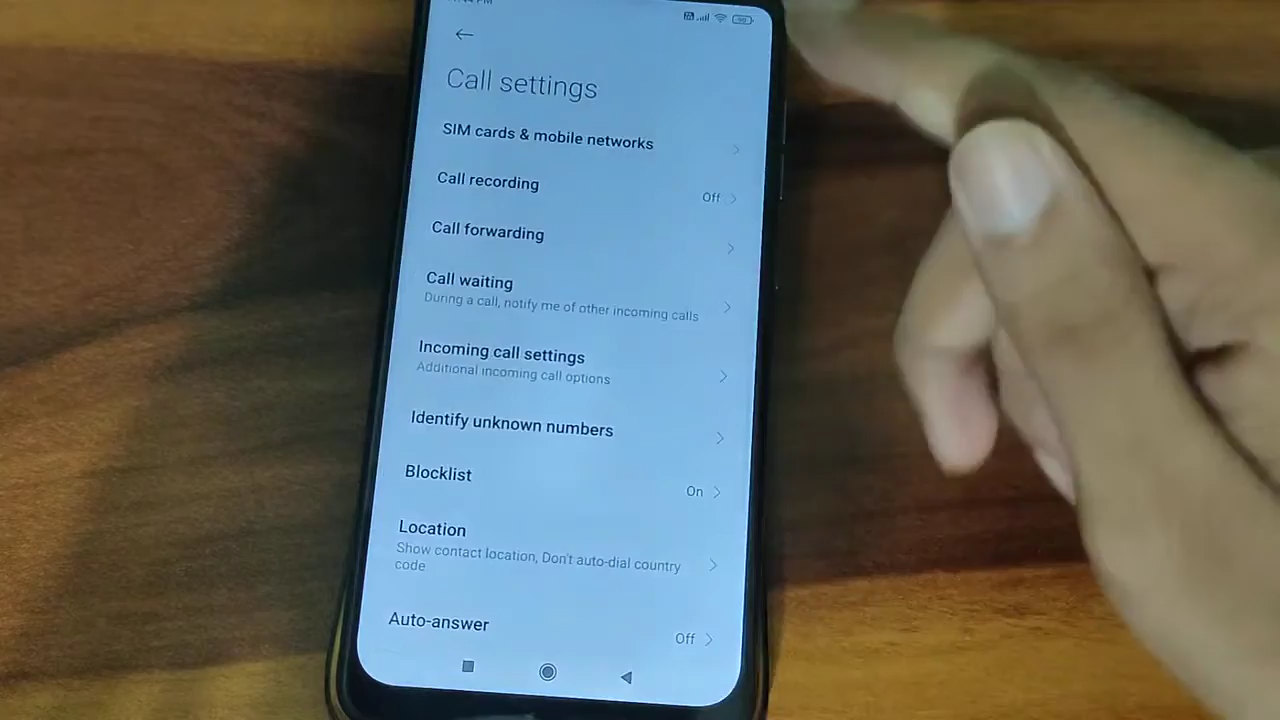 Call settings
SIM cards & mobile networks
Call recording
Off
Call forwarding
Call waiting
During a call, notify me of other incoming calls
Incoming call settings
Additional incoming call options
Identify unknown numbers
Blocklist
On
Location
Show contact location, Don't auto-dial country
code
Auto-answer
Off